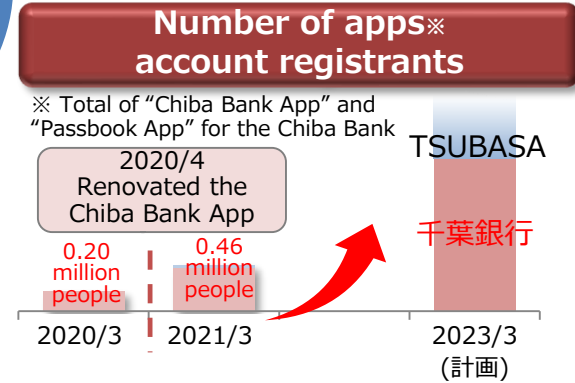 Number of apps※
account registrants
※ Total of “Chiba Bank App” and
“Passbook App” for the Chiba Bank
2020/4
Renovated the
Chiba Bank App
TSUBASA
千葉銀行
0.20
million
people
0.46
million
people
2020/3
2021/3
2023/3
(計画)